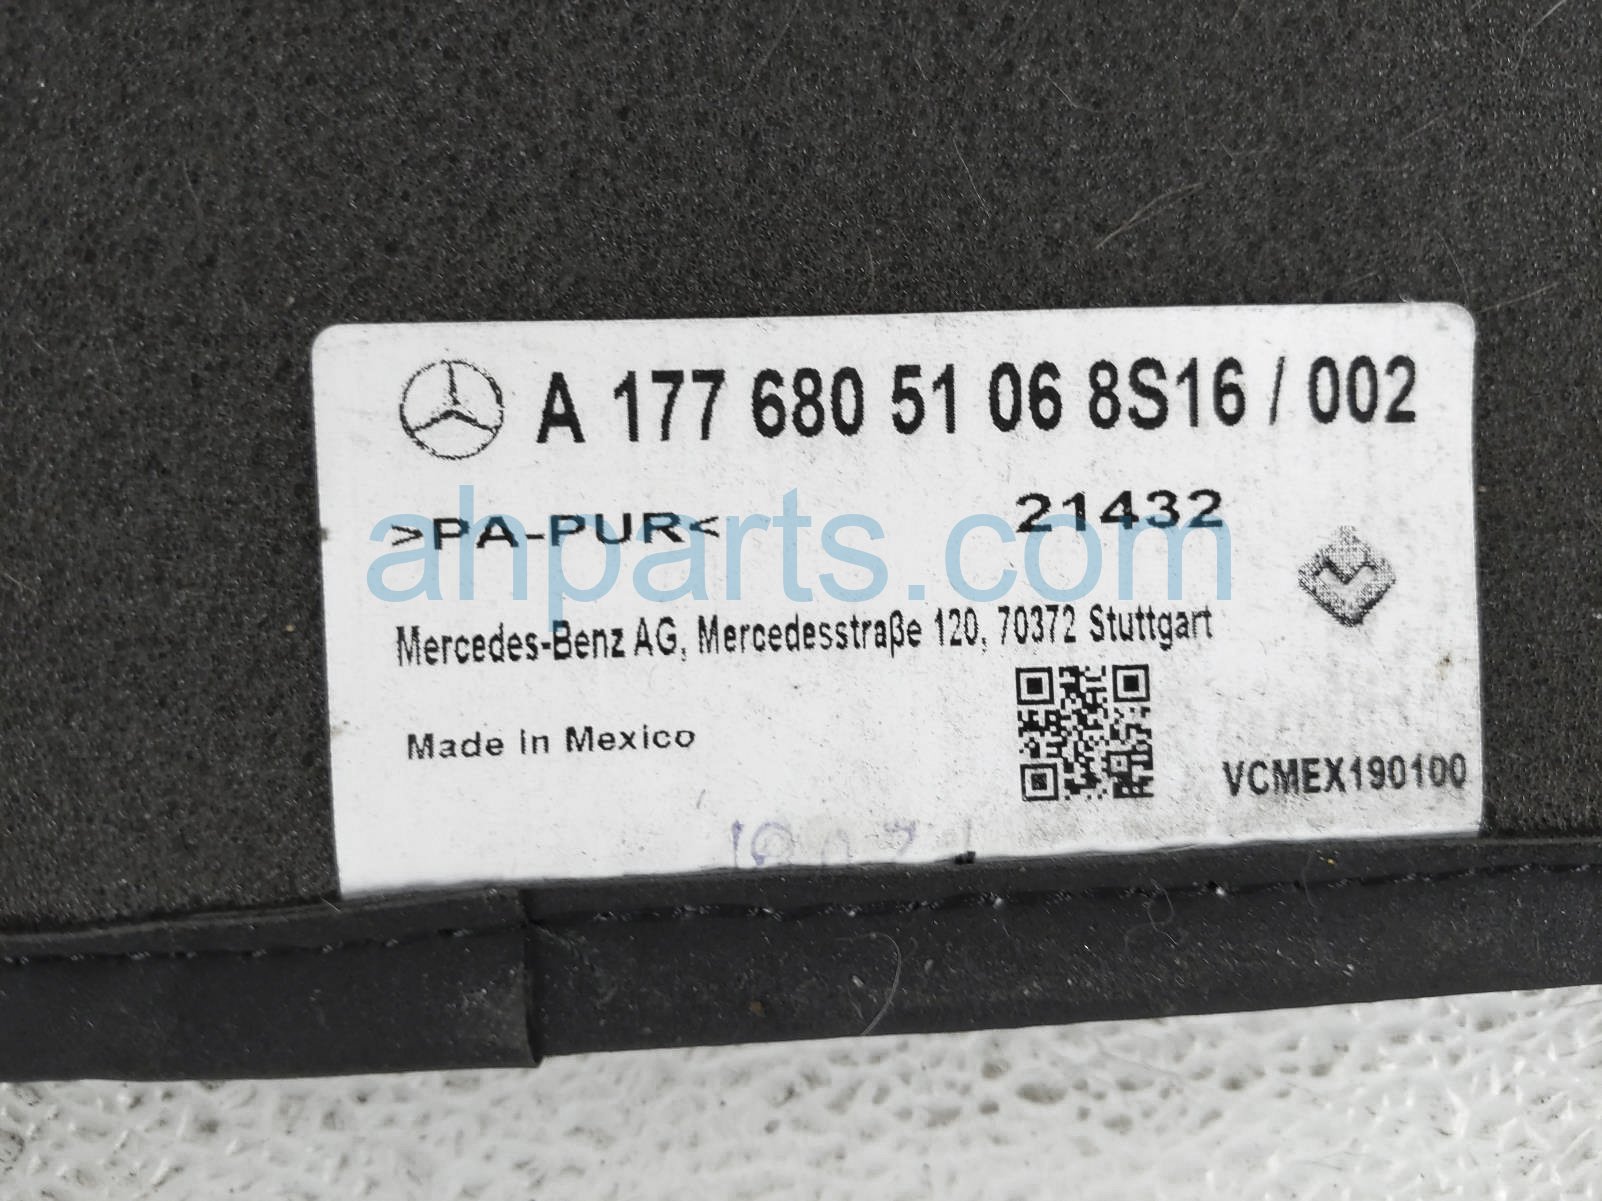 A 177 680 51 06 8S16 / 002
>PA-PUR< 21432
ahparts.com
Mercedes-Benz AG, Mercedesstraße 120, 70372 Stuttgart
Made in Mexico
VCMEX190100